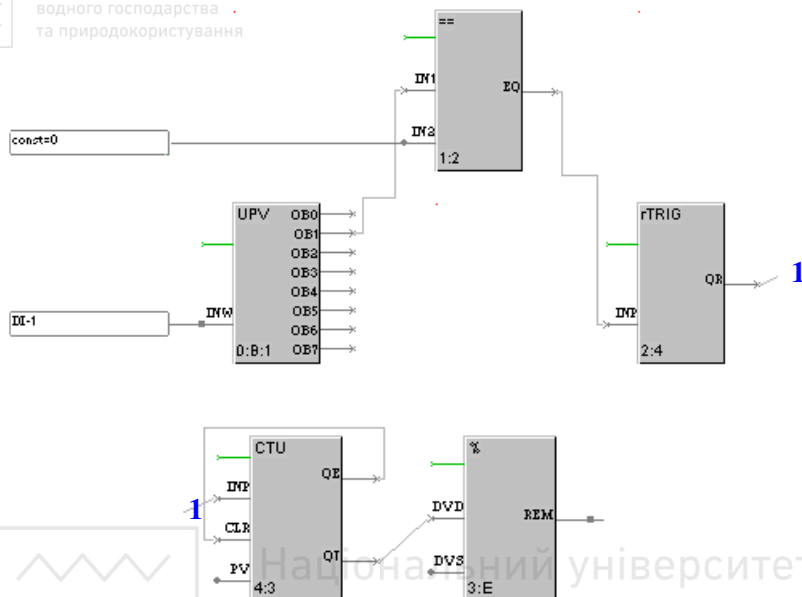 водного господарства
та природокористування
==
IN1
EQ
IN2
1:2
const=0
UPV
OB0
OB1
OB2
OB3
OB4
OB5
OB6
OB7
INW
0:B:1
DI-1
rTRIG
QR
INP
2:4
1
CTU
QE
INP
1
CLR
QT
PV
4:3
%
DVD
REM
DVS
3:E
Національний університе